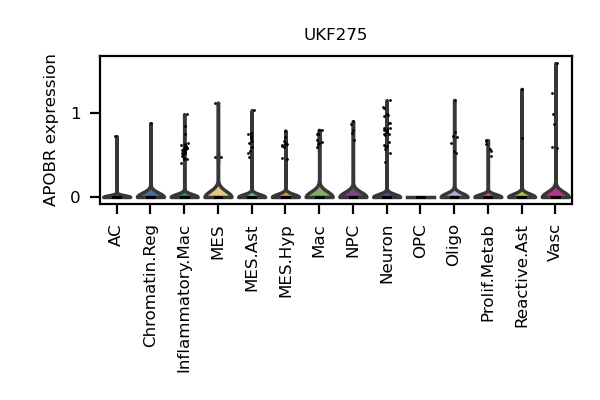 UKF275
APOBR expression
1
0
AC
Chromatin.Reg
Inflammatory.Mac
MES
MES.Ast
MES.Hyp
Mac
NPC
Neuron
OPC
Oligo
Prolif.Metab
Reactive.Ast
Vasc